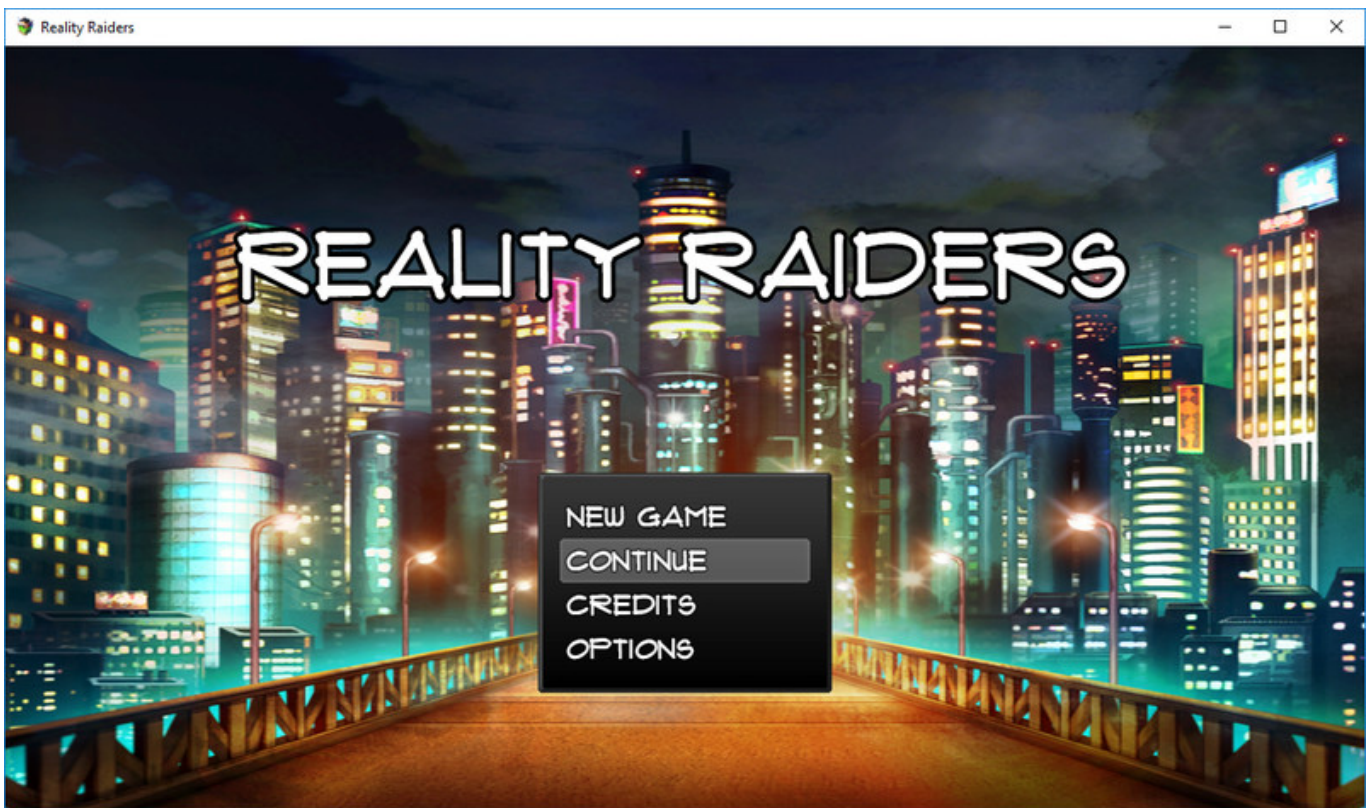 Reality Raiders
REALITY RAIDERS
NEW GAME
CONTINUE
CREDITS
OPTIONS